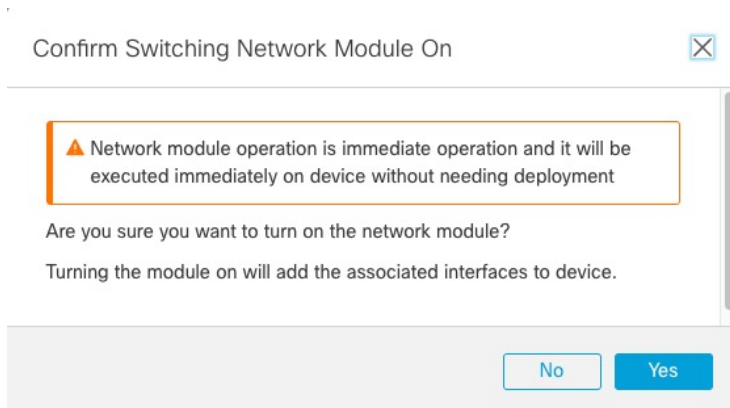 Confirm Switching Network Module On
Network module operation is immediate operation and it will be
executed immediately on device without needing deployment
Are you sure you want to turn on the network module?
Turning the module on will add the associated interfaces to device.
No
Yes